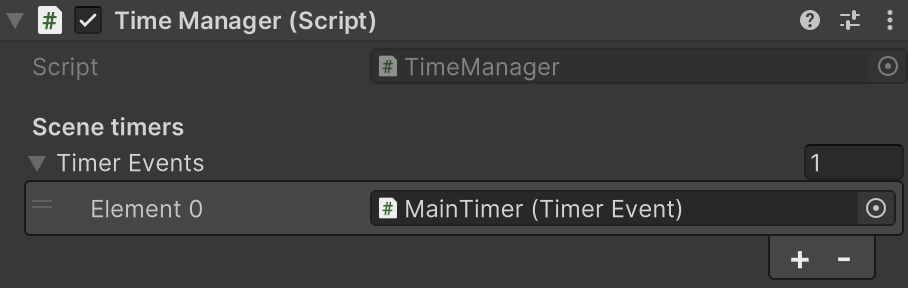 Time Manager (Script)
Script TimeManager
Scene timers
Timer Events 1
Element 0 MainTimer (Timer Event)
+ -